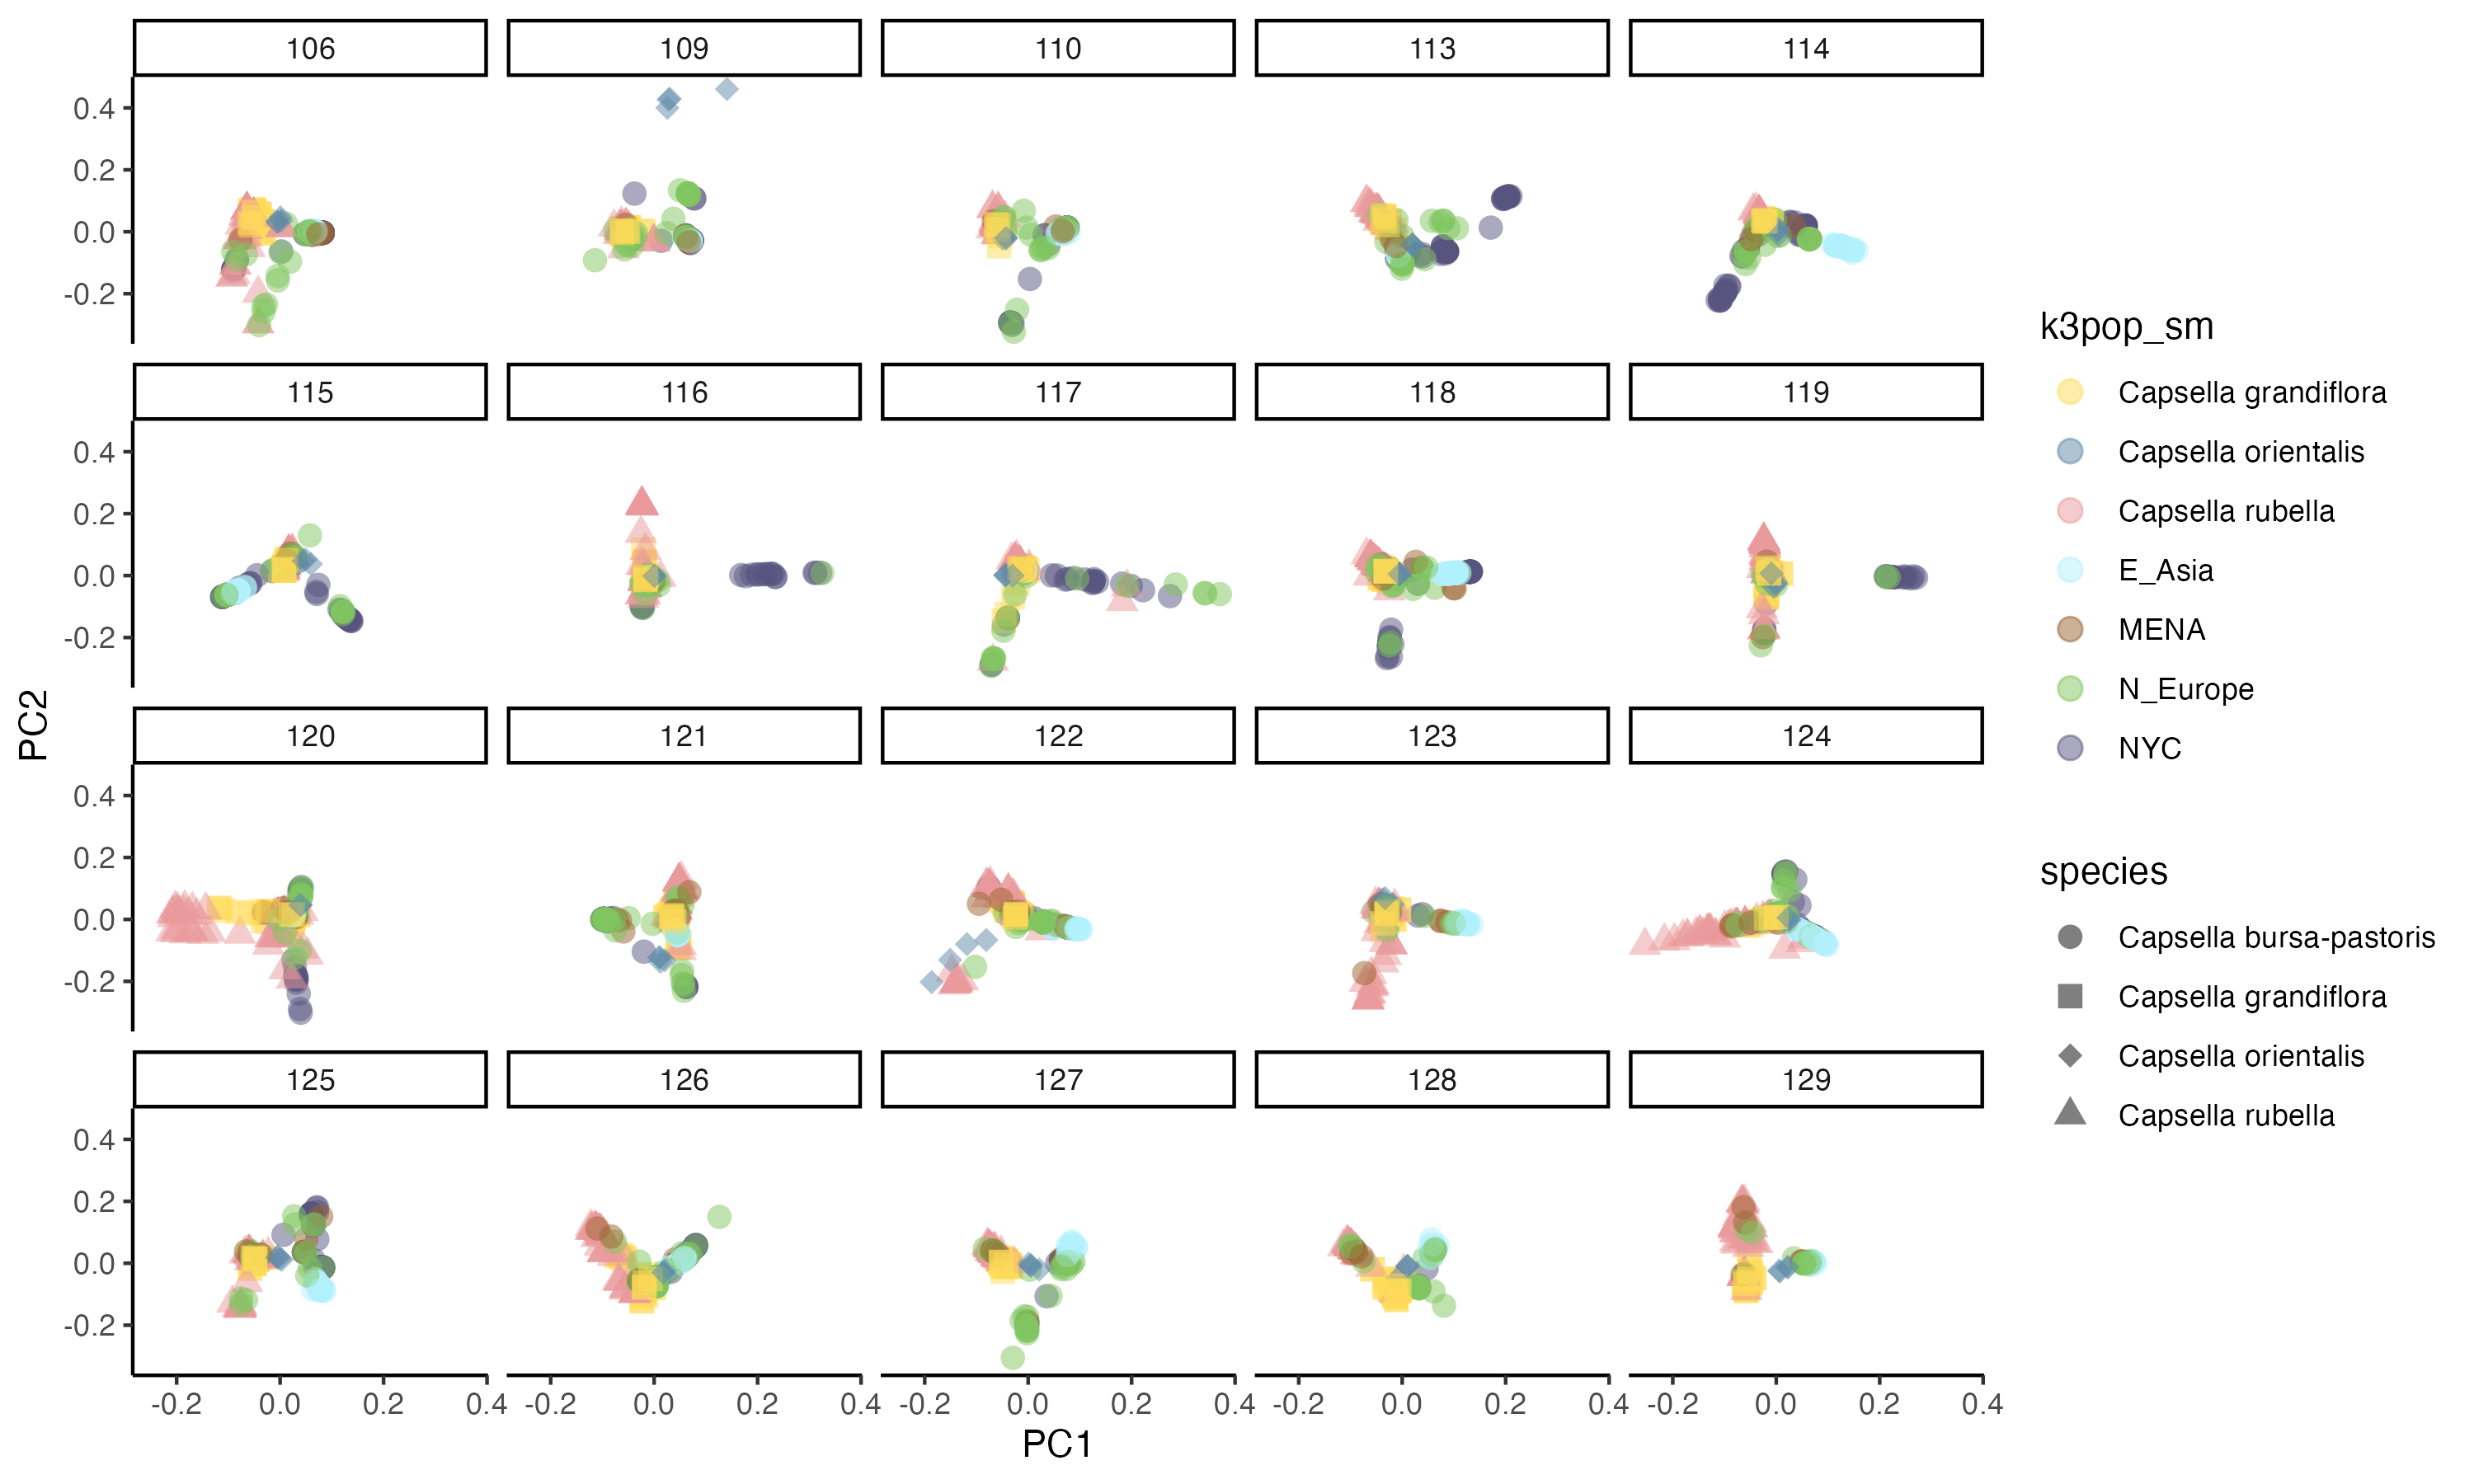 106 109 110 113 114
0.4
0.2
0.0
-0.2
115 116 117 118 119
0.4
0.2
0.0
-0.2
120 121 122 123 124
0.4
0.2
0.0
-0.2
125 126 127 128 129
0.4
0.2
0.0
-0.2
-0.2 0.0 0.2 0.4 -0.2 0.0 0.2 0.4 -0.2 0.0 0.2 0.4 -0.2 0.0 0.2 0.4 -0.2 0.0 0.2 0.4
PC1
PC2
k3pop_sm
Capsella grandiflora
Capsella orientalis
Capsella rubella
E_Asia
MENA
N_Europe
NYC
species
Capsella bursa-pastoris
Capsella grandiflora
Capsella orientalis
Capsella rubella